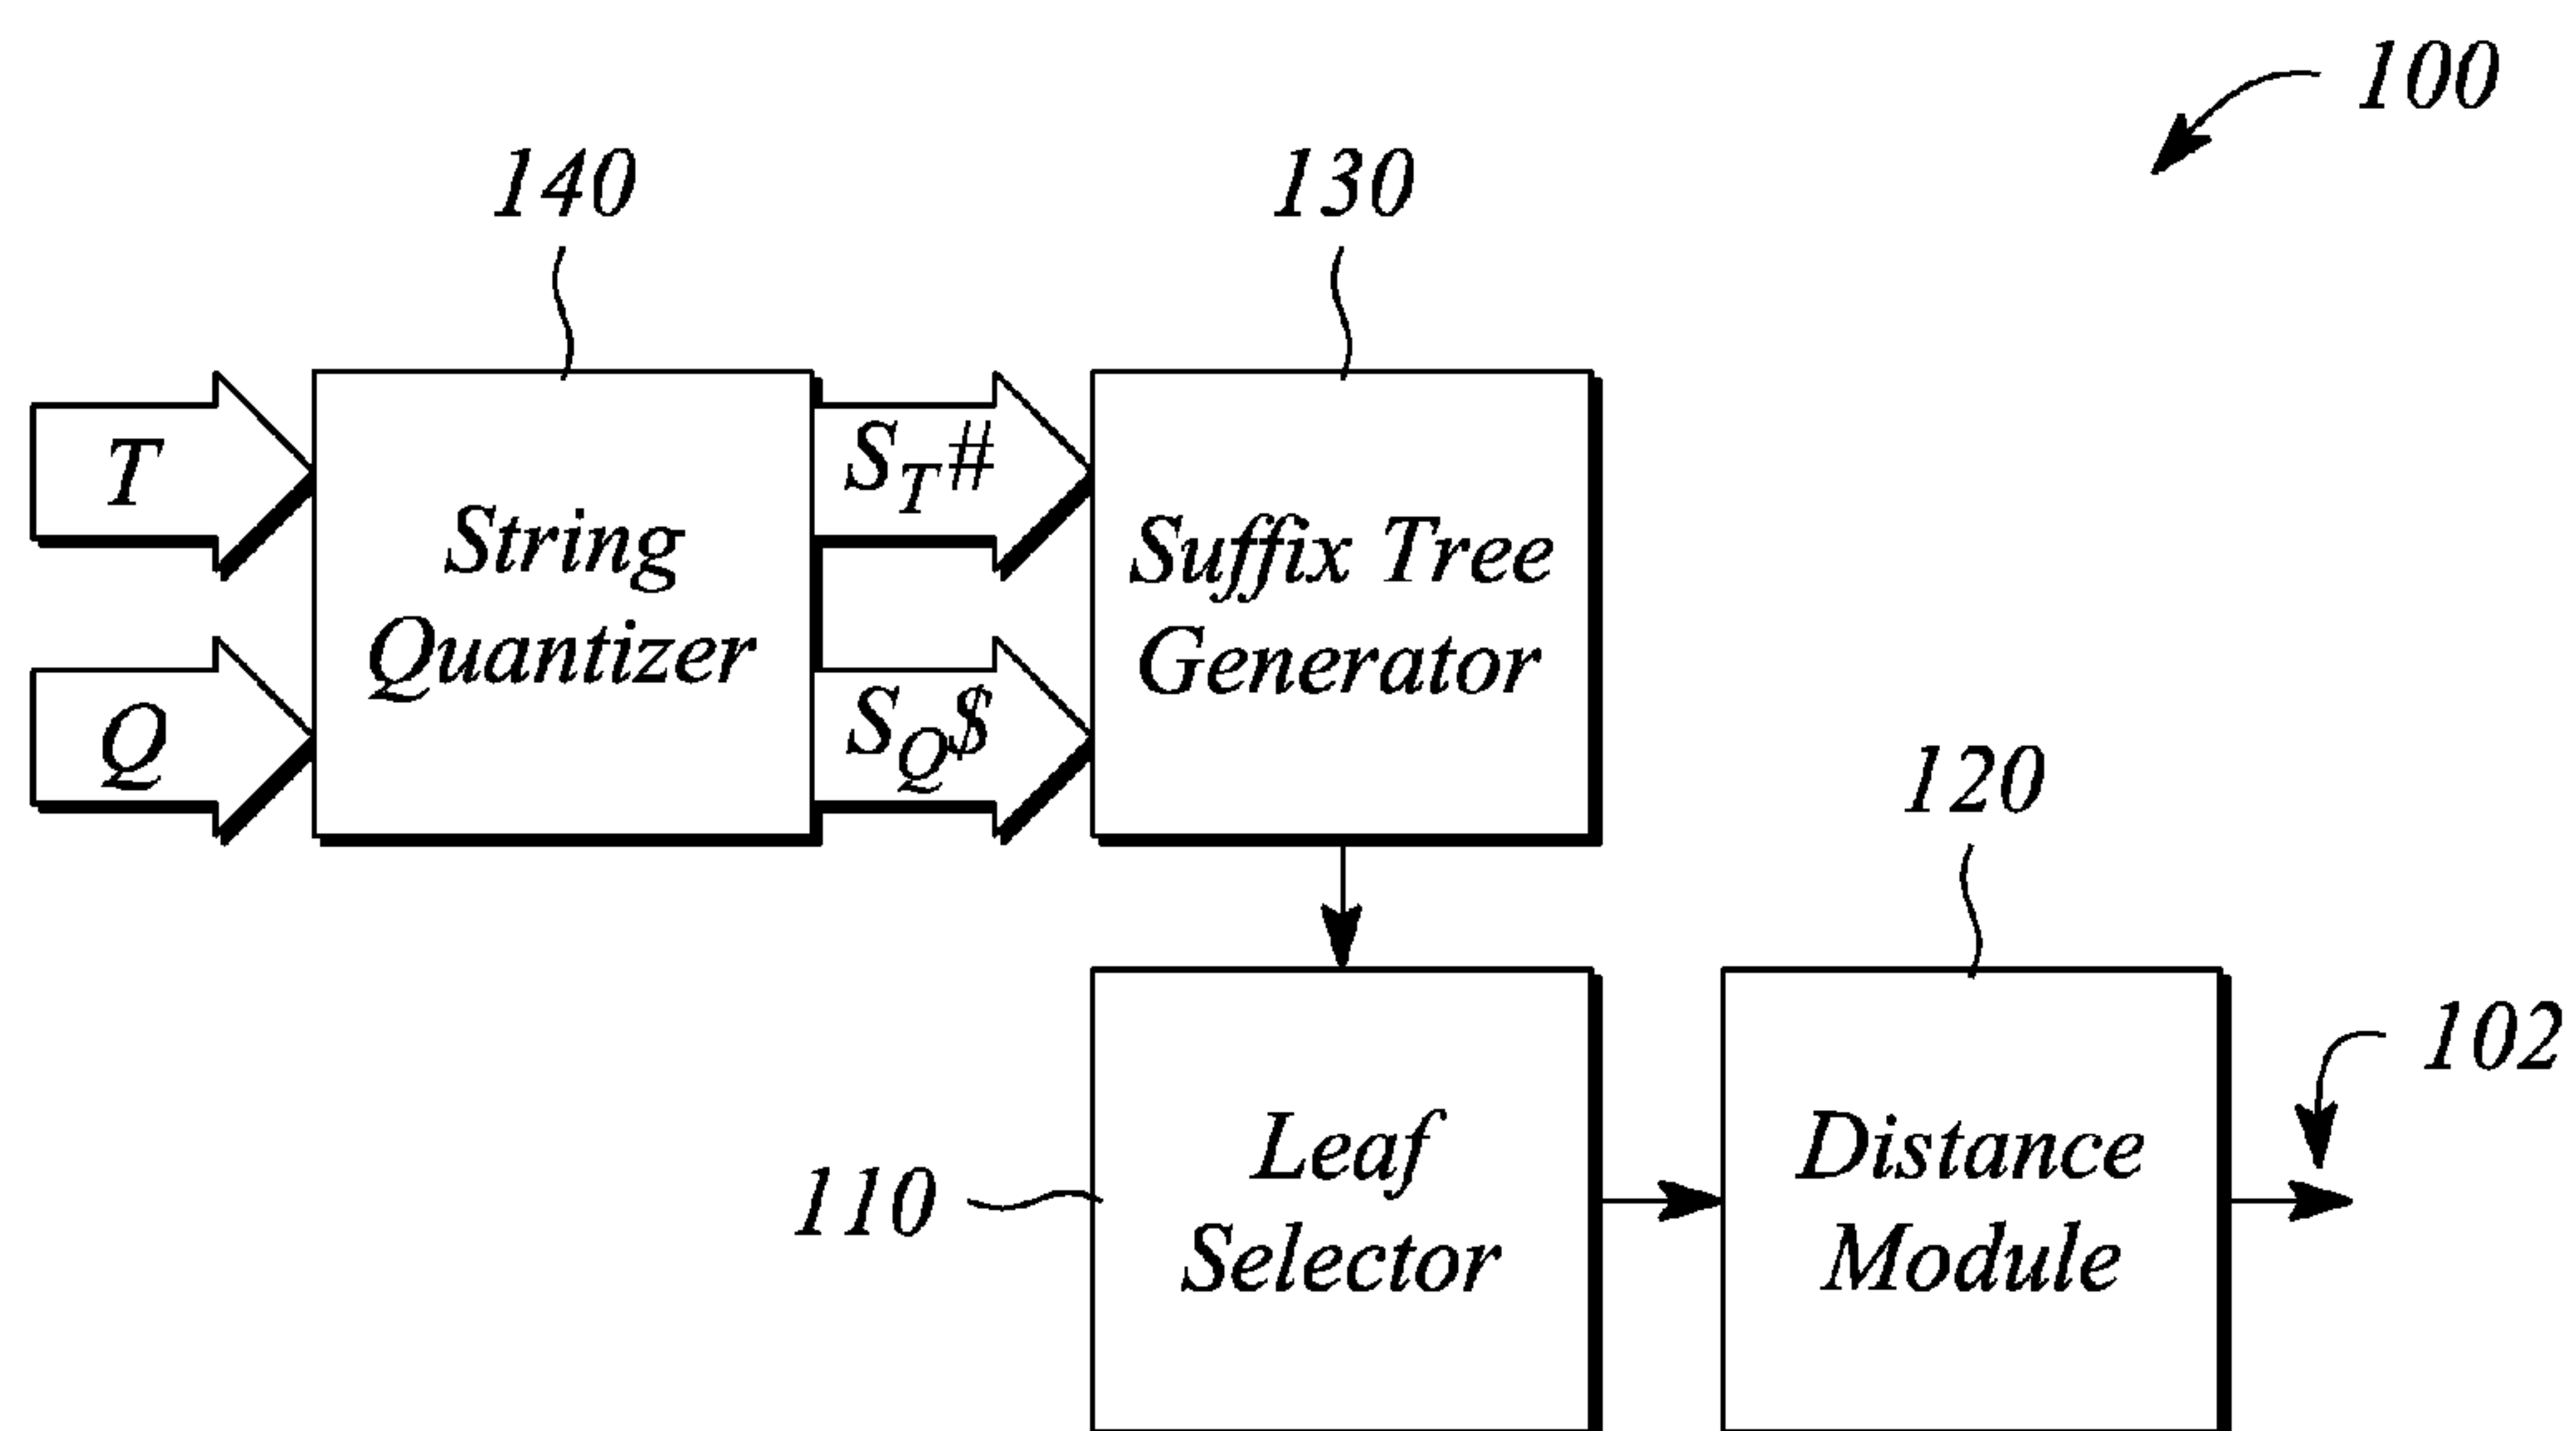 100
140
130
T
String
Quantizer
S_T#
Suffix Tree
Generator
Q
S_Q$
120
102
110
Leaf
Selector
Distance
Module